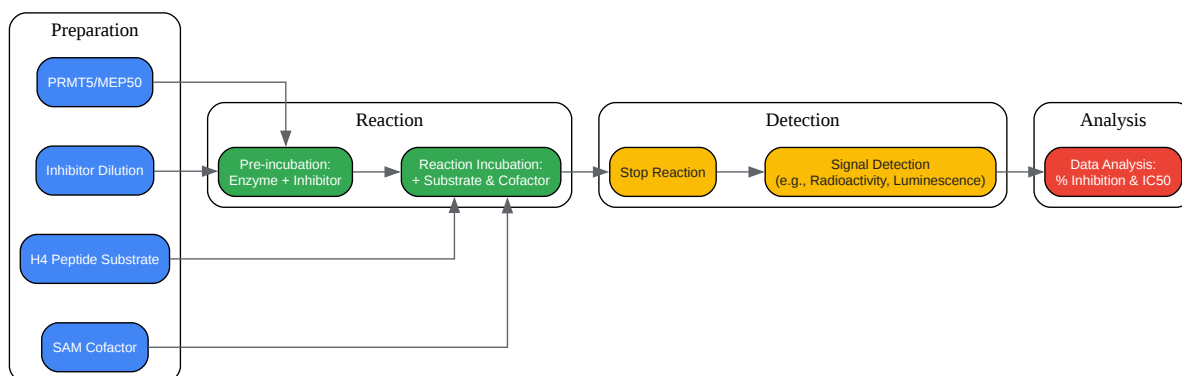 Preparation
PRMT5/MEP50
Inhibitor Dilution
H4 Peptide Substrate
SAM Cofactor
Reaction
Pre-incubation:
Enzyme + Inhibitor
Reaction Incubation:
+ Substrate & Cofactor
Detection
Stop Reaction
Signal Detection
(e.g., Radioactivity, Luminescence)
Analysis
Data Analysis:
% Inhibition & IC50